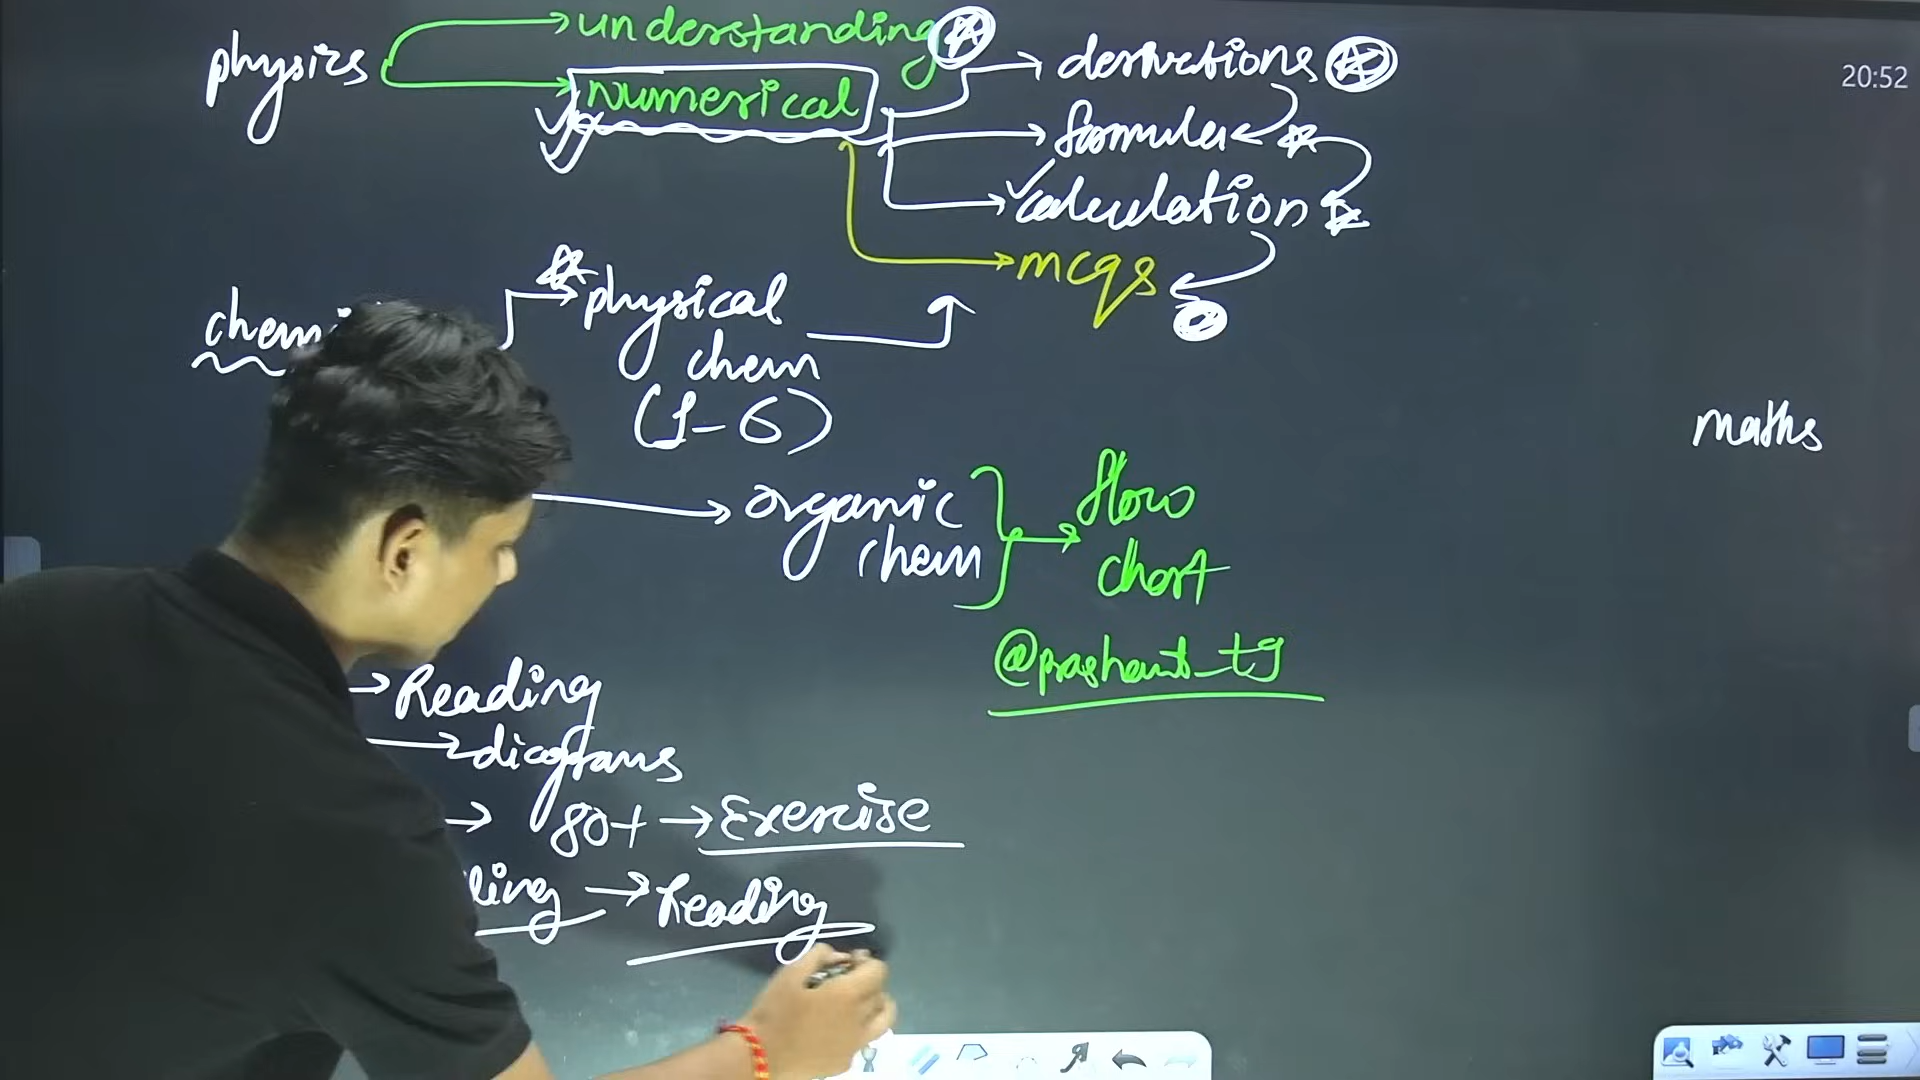 understanding
physics
numerical
derivations
20:52
formula
calculation
mcqs
physical
chem
(1-6)
maths
organic
chem
flow
chart
@prashant_tg
→ Reading
→ diagrams
→ 80+ → Exercise
→ Reading